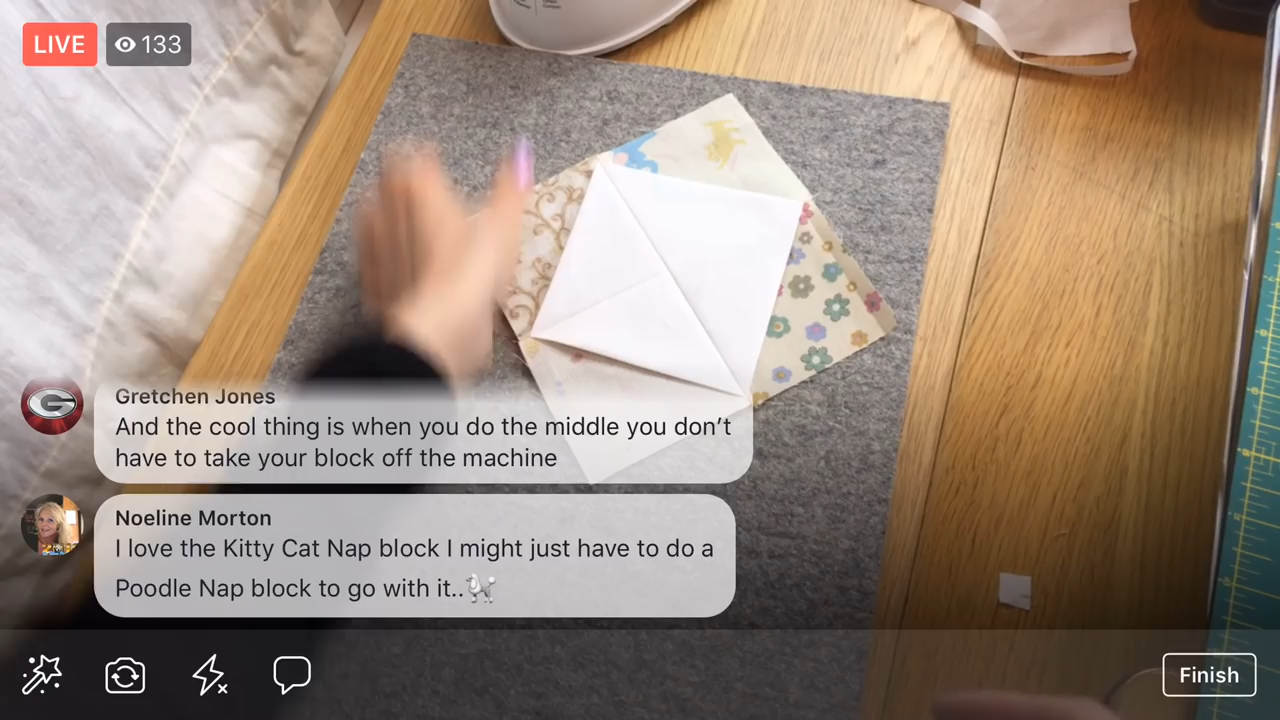 LIVE
133
Gretchen Jones
And the cool thing is when you do the middle you don’t
have to take your block off the machine
Noeline Morton
I love the Kitty Cat Nap block I might just have to do a
Poodle Nap block to go with it..🐩
Finish